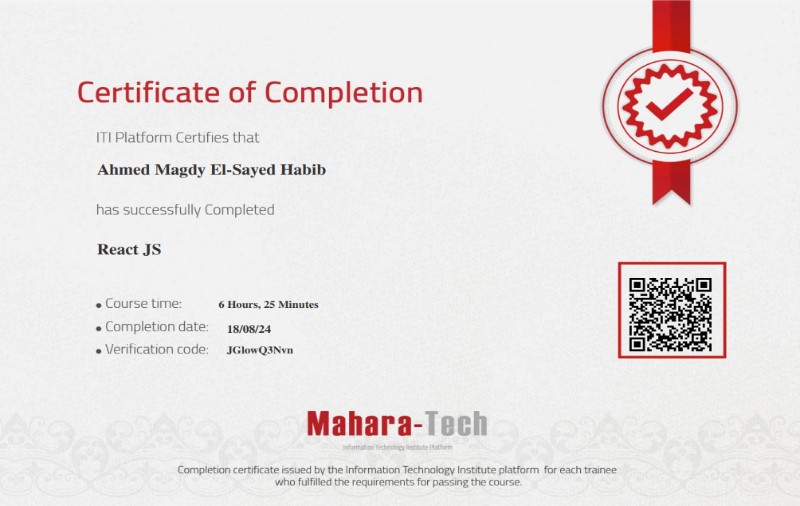 Certificate of Completion
ITI Platform Certifies that
Ahmed Magdy El-Sayed Habib
has successfully Completed
React JS
Course time: 6 Hours, 25 Minutes
Completion date: 18/08/24
Verification code: JGlowQ3Nvn
Mahara-Tech
Information Technology Institute Platform
Completion certificate issued by the Information Technology Institute platform for each trainee
who fulfilled the requirements for passing the course.